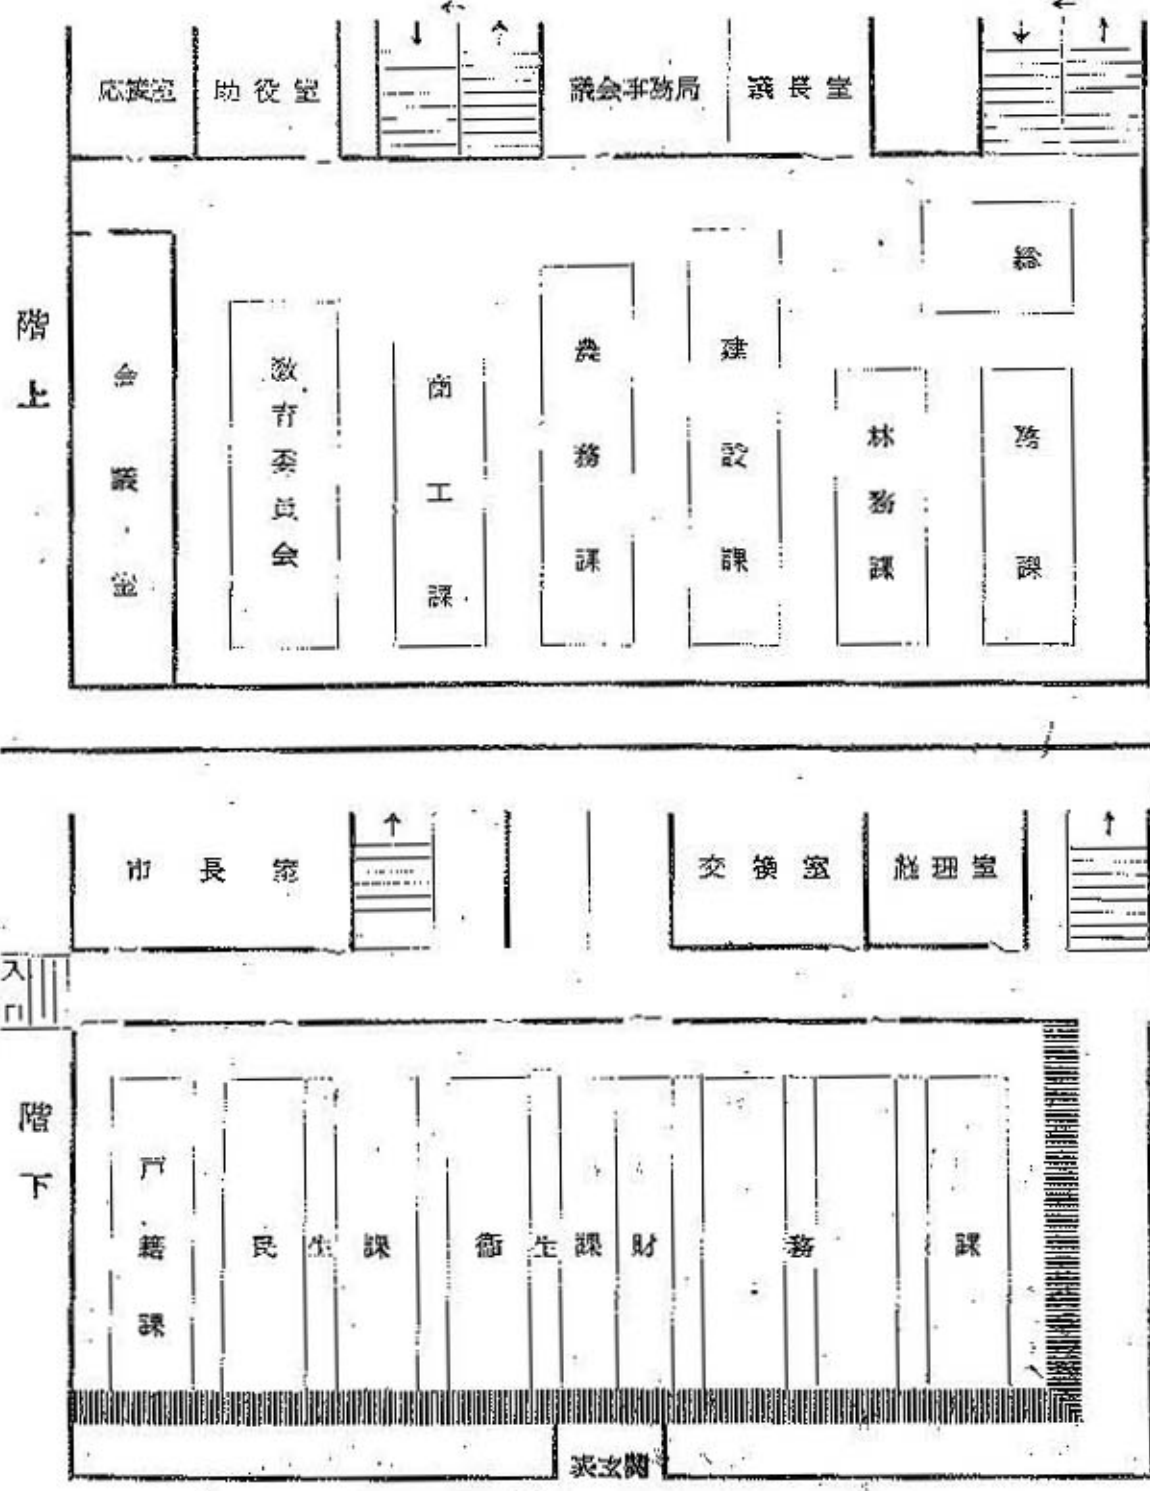 応接室
助役室
議会事務局
議長室
階上
会議室
教育委員会
商工課
農務課
建設課
林務課
総務課
市長室
交換室
経理室
入口
階下
戸籍課
民生課
衛生課
財務課
表玄関